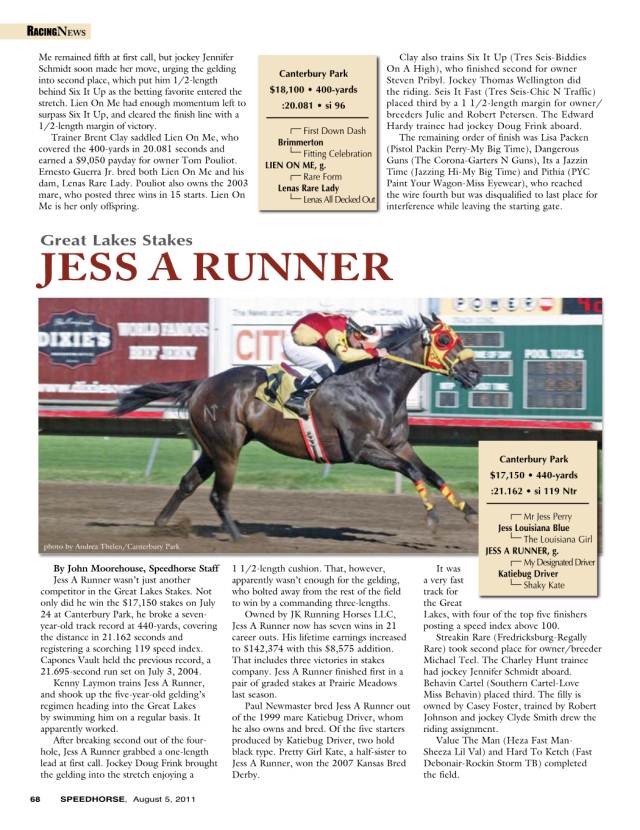 RACINGNEWS
Me remained fifth at first call, but jockey Jennifer
Schmidt soon made her move, urging the gelding
into second place, which put him 1/2-length
behind Six It Up as the betting favorite entered the
stretch. Lien On Me had enough momentum left to
surpass Six It Up, and cleared the finish line with a
1/2-length margin of victory.
Trainer Brent Clay saddled Lien On Me, who
covered the 400-yards in 20.081 seconds and
earned a $9,050 payday for owner Tom Pouliot.
Ernesto Guerra Jr. bred both Lien On Me and his
dam, Lenas Rare Lady. Pouliot also owns the 2003
mare, who posted three wins in 15 starts. Lien On
Me is her only offspring.
Canterbury Park
$18,100 • 400-yards
:20.081 • si 96
First Down Dash
Brimmerton
Fitting Celebration
LIEN ON ME, g.
Rare Form
Lenas Rare Lady
Lenas All Decked Out
Clay also trains Six It Up (Tres Seis-Biddies
On A High), who finished second for owner
Steven Pribyl. Jockey Thomas Wellington did
the riding. Seis It Fast (Tres Seis-Chic N Traffic)
placed third by a 1 1/2-length margin for owner/
breeders Julie and Robert Petersen. The Edward
Hardy trainee had jockey Doug Frink aboard.
The remaining order of finish was Lisa Packen
(Pistol Packin Perry-My Big Time), Dangerous
Guns (The Corona-Garters N Guns), Its a Jazzin
Time (Jazzing Hi-My Big Time) and Pithia (PYC
Paint Your Wagon-Miss Eyewear), who reached
the wire fourth but was disqualified to last place for
interference while leaving the starting gate.
Great Lakes Stakes
JESS A RUNNER
The Original
DIXIE'S
WORLD FAMOUS
BEEF JERKY
The News and Arts
Twin Cities
CIT
POWERS
POOL TOTALS
photo by Andrea Thelen/Canterbury Park
Canterbury Park
$17,150 • 440-yards
:21.162 • si 119 Ntr
Mr Jess Perry
Jess Louisiana Blue
The Louisiana Girl
JESS A RUNNER, g.
My Designated Driver
Katiebug Driver
Shaky Kate
By John Moorehouse, Speedhorse Staff
Jess A Runner wasn't just another
competitor in the Great Lakes Stakes. Not
only did he win the $17,150 stakes on July
24 at Canterbury Park, he broke a seven-
year-old track record at 440-yards, covering
the distance in 21.162 seconds and
registering a scorching 119 speed index.
Capones Vault held the previous record, a
21.695-second run set on July 3, 2004.
Kenny Laymon trains Jess A Runner,
and shook up the five-year-old gelding's
regimen heading into the Great Lakes
by swimming him on a regular basis. It
apparently worked.
After breaking second out of the four-
hole, Jess A Runner grabbed a one-length
lead at first call. Jockey Doug Frink brought
the gelding into the stretch enjoying a
1 1/2-length cushion. That, however,
apparently wasn't enough for the gelding,
who bolted away from the rest of the field
to win by a commanding three-lengths.
Owned by JK Running Horses LLC,
Jess A Runner now has seven wins in 21
career outs. His lifetime earnings increased
to $142,374 with this $8,575 addition.
That includes three victories in stakes
company. Jess A Runner finished first in a
pair of graded stakes at Prairie Meadows
last season.
Paul Newmaster bred Jess A Runner out
of the 1999 mare Katiebug Driver, whom
he also owns and bred. Of the five starters
produced by Katiebug Driver, two hold
black type. Pretty Girl Kate, a half-sister to
Jess A Runner, won the 2007 Kansas Bred
Derby.
It was
a very fast
track for
the Great
Lakes, with four of the top five finishers
posting a speed index above 100.
Streakin Rare (Fredricksburg-Regally
Rare) took second place for owner/breeder
Michael Teel. The Charley Hunt trainee
had jockey Jennifer Schmidt aboard.
Behavin Cartel (Southern Cartel-Love
Miss Behavin) placed third. The filly is
owned by Casey Foster, trained by Robert
Johnson and jockey Clyde Smith drew the
riding assignment.
Value The Man (Heza Fast Man-
Sheeza Lil Val) and Hard To Ketch (Fast
Debonair-Rockin Storm TB) completed
the field.
68 SPEEDHORSE, August 5, 2011